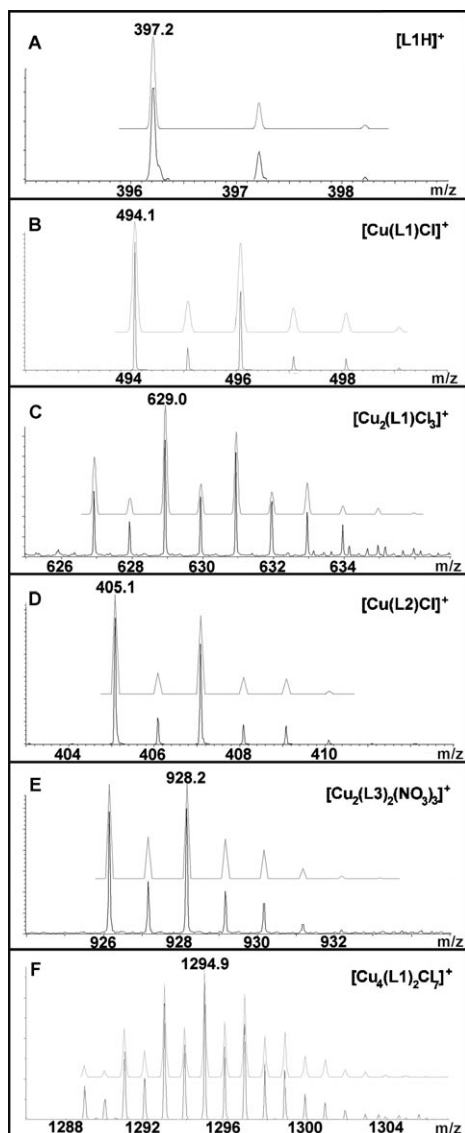 A 397.2 [L1H]⁺
396 397 398 m/z
B 494.1 [Cu(L1)Cl]⁺
494 496 498 m/z
C 629.0 [Cu₂(L1)Cl₃]⁺
626 628 630 632 634 m/z
D 405.1 [Cu(L2)Cl]⁺
404 406 408 410 m/z
E 928.2 [Cu₂(L3)₂(NO₃)₃]⁺
926 928 930 932 m/z
F 1294.9 [Cu₄(L1)₂Cl₇]⁺
1288 1292 1296 1300 1304 m/z